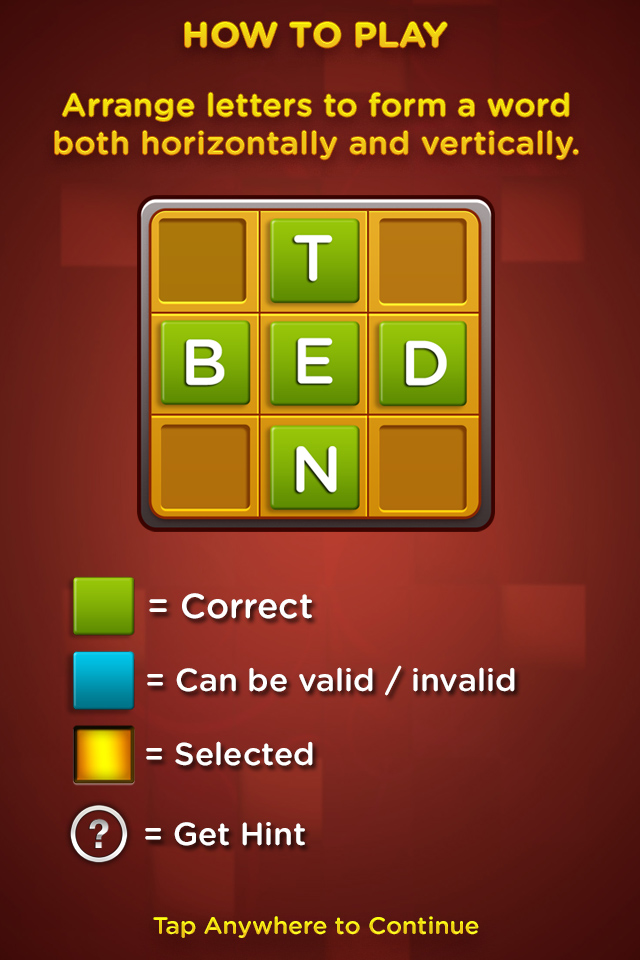 HOW TO PLAY
Arrange letters to form a word
both horizontally and vertically.
T
B E D
N
= Correct
= Can be valid / invalid
= Selected
? = Get Hint
Tap Anywhere to Continue